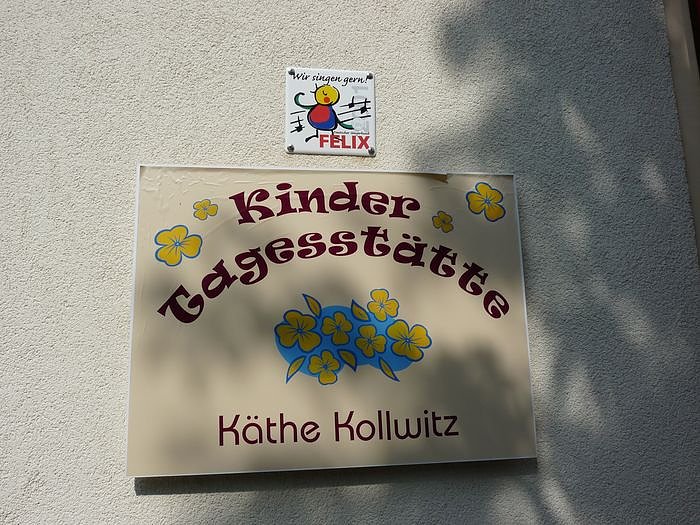 Wir singen gern!
FELIX
Kinder
Tagesstätte
Käthe Kollwitz